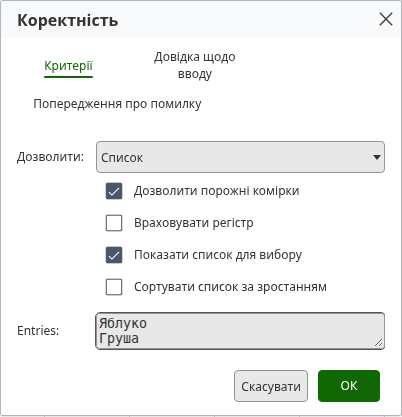 Коректність
Критерії
Довідка щодо
вводу
Попередження про помилку
Дозволити:
Список
Дозволити порожні комірки
Враховувати регістр
Показати список для вибору
Сортувати список за зростанням
Entries:
Яблуко
Груша
Скасувати
ОК